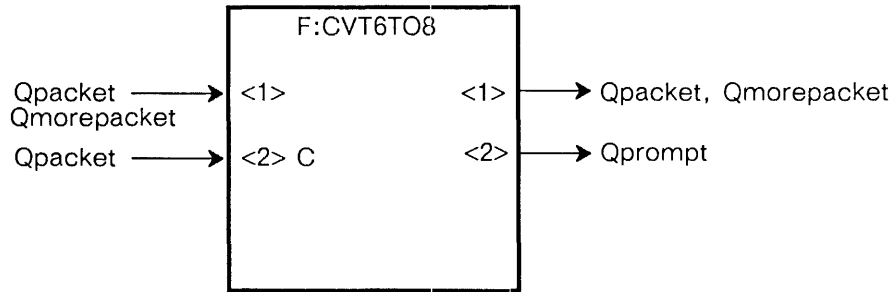 F:CVT6TO8
Qpacket <1> <1> Qpacket, Qmorepacket
Qmorepacket
Qpacket <2> C <2> Qprompt